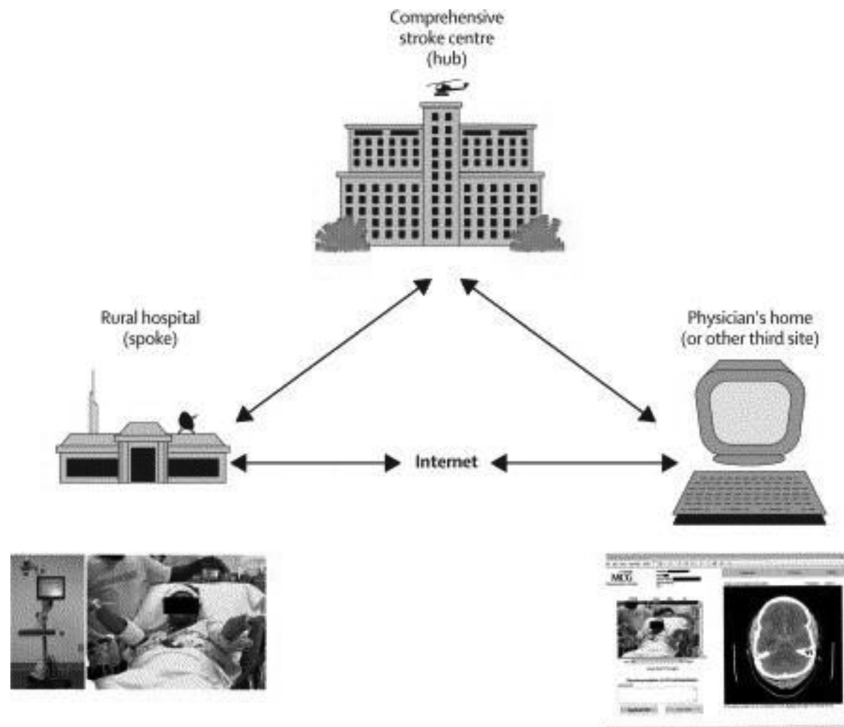 Comprehensive
stroke centre
(hub)
Rural hospital
(spoke)
Physician's home
(or other third site)
Internet
MCG